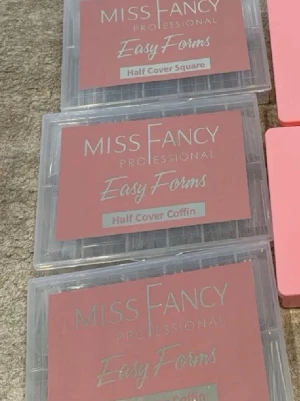 MISS FANCY
PROFESSIONAL
Easy Forms
Half Cover Square
MISS FANCY
PROFESSIONAL
Easy Forms
Half Cover Coffin
MISS FANCY
PROFESSIONAL
Easy Forms
Coffin